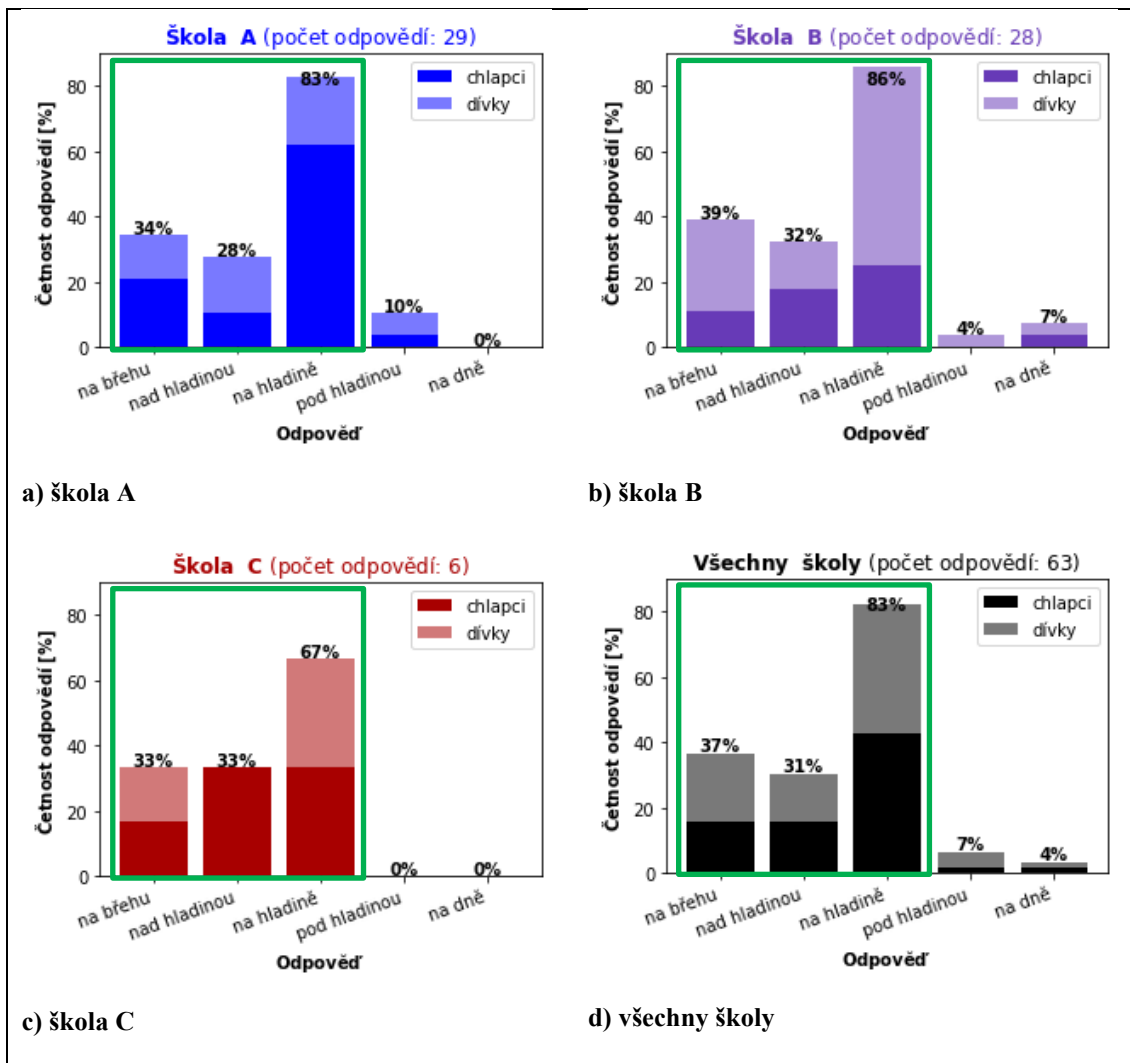 Škola A (počet odpovědí: 29)
Četnost odpovědí [%]
80
60
40
20
0
chlapci
dívky
34%
28%
83%
10%
0%
na břehu
nad hladinou
na hladině
pod hladinou
na dně
Odpověď
a) škola A
Škola B (počet odpovědí: 28)
Četnost odpovědí [%]
80
60
40
20
0
chlapci
dívky
39%
32%
86%
4%
7%
na břehu
nad hladinou
na hladině
pod hladinou
na dně
Odpověď
b) škola B
Škola C (počet odpovědí: 6)
Četnost odpovědí [%]
80
60
40
20
0
chlapci
dívky
33%
33%
67%
0%
0%
na břehu
nad hladinou
na hladině
pod hladinou
na dně
Odpověď
c) škola C
Všechny školy (počet odpovědí: 63)
Četnost odpovědí [%]
80
60
40
20
0
chlapci
dívky
37%
31%
83%
7%
4%
na břehu
nad hladinou
na hladině
pod hladinou
na dně
Odpověď
d) všechny školy